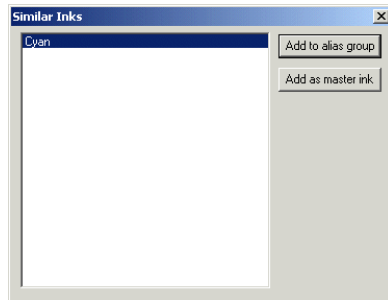 Similar Inks
Cyan
Add to alias group
Add as master ink